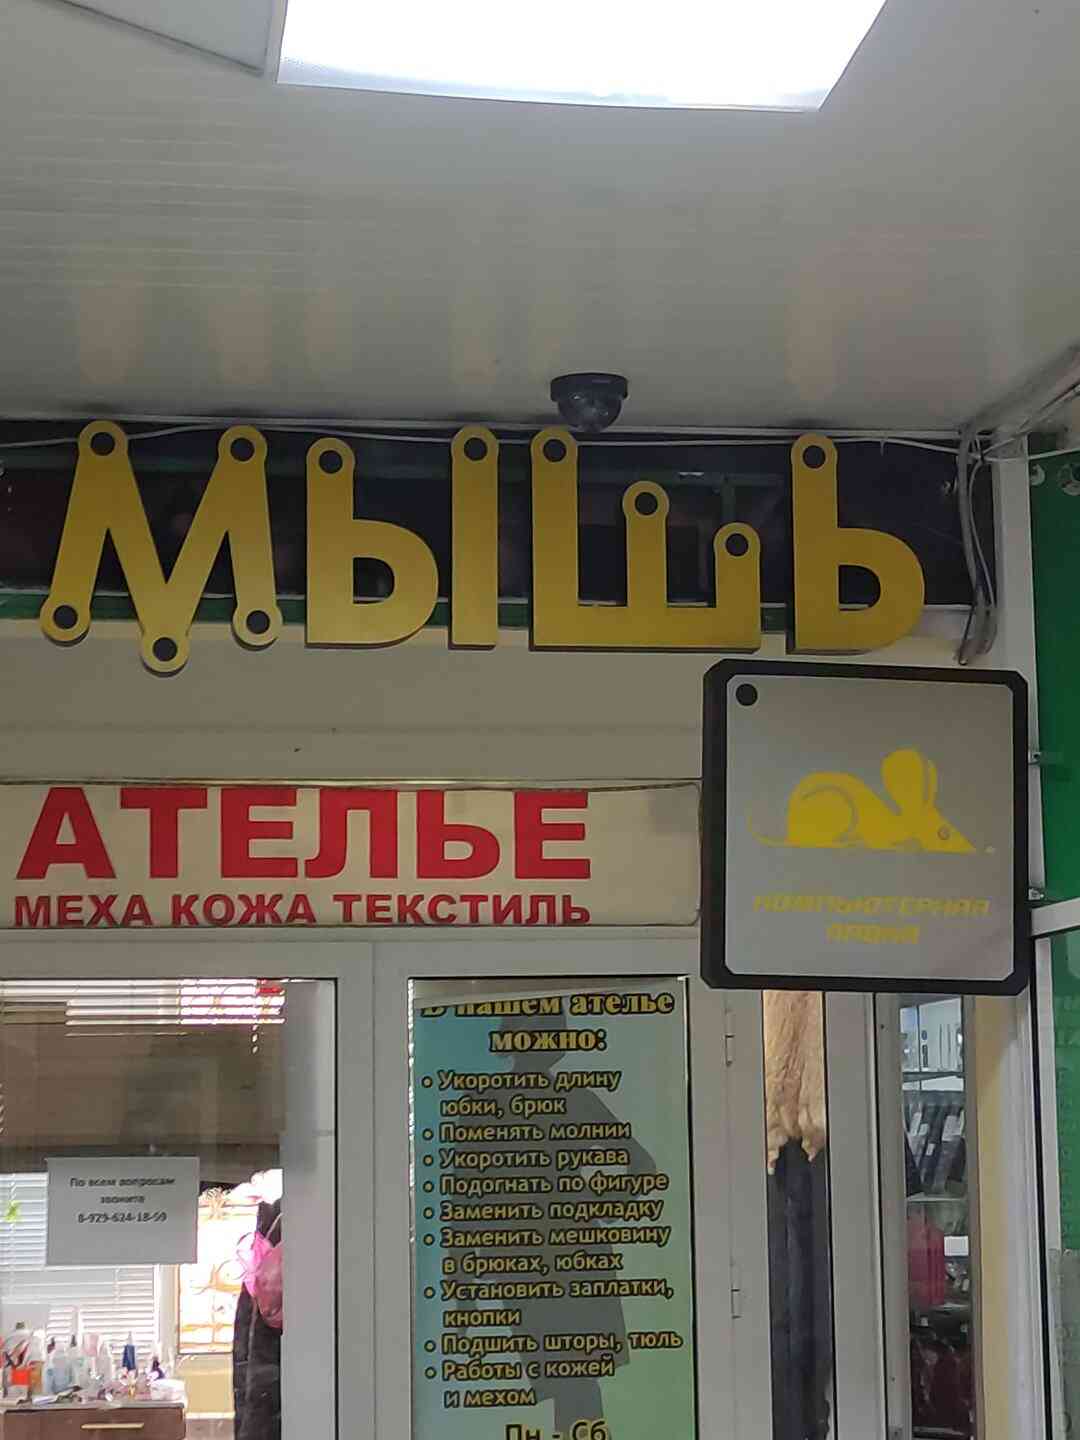 МЫШЬ
АТЕЛЬЕ
МЕХА КОЖА ТЕКСТИЛЬ
КОМПЬЮТЕРНАЯ
ЛАВКА
В нашем ателье
можно:
• Укоротить длину
юбки, брюк
• Поменять молнии
• Укоротить рукава
• Подогнать по фигуре
• Заменить подкладку
• Заменить мешковину
в брюках, юбках
• Установить заплатки,
кнопки
• Подшить шторы, тюль
• Работы с кожей
и мехом
Пн - Сб
По всем вопросам
звоните
8-929-624-18-59